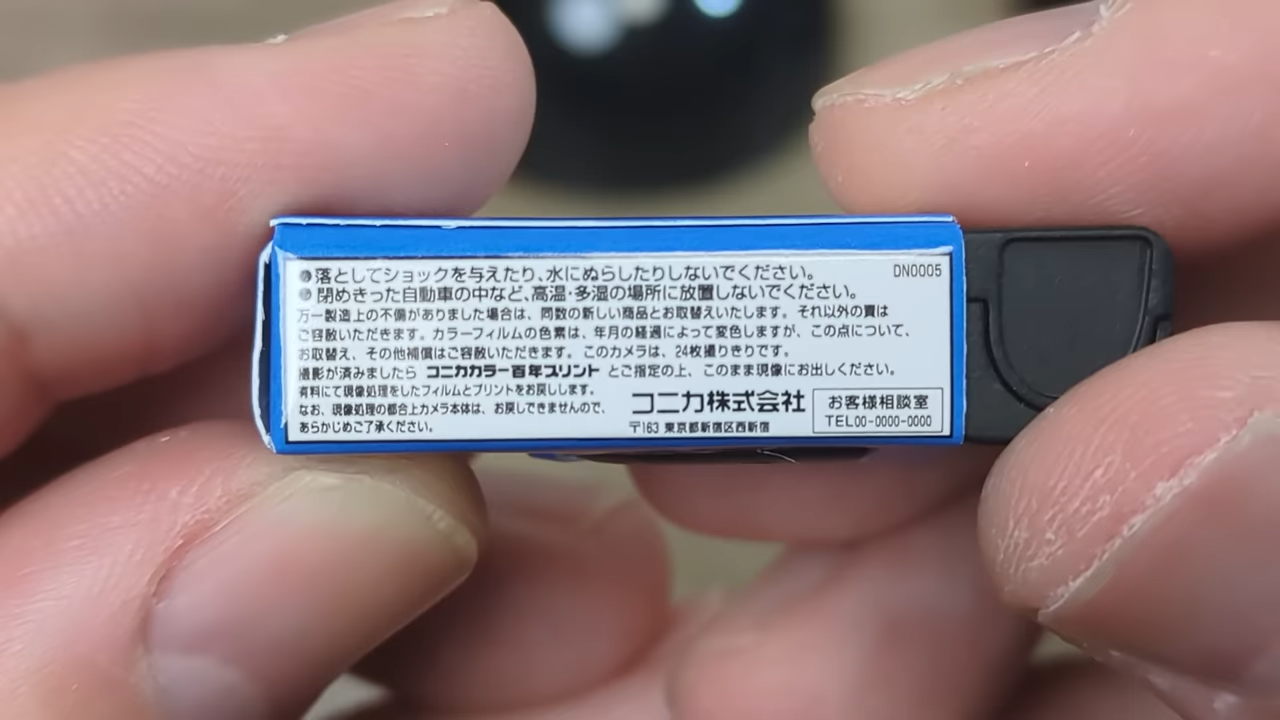 ●落としてショックを与えたり、水にぬらしたりしないでください。
DN0005
●閉めきった自動車の中など、高温・多湿の場所に放置しないでください。
万一製造上の不備がありました場合は、同数の新しい商品とお取替えいたします。それ以外の責は
ご容赦いただきます。カラーフィルムの色素は、年月の経過によって変色しますが、この点について、
お取替え、その他補償はご容赦いただきます。このカメラは、24枚撮りきりです。
撮影が済みましたら コニカカラー百年プリント とご指定の上、このまま現像にお出しください。
有料にて現像処理をしたフィルムとプリントをお戻しします。
なお、現像処理の都合上カメラ本体は、お戻しできませんので、
あらかじめご了承ください。
コニカ株式会社
〒163 東京都新宿区西新宿
お客様相談室
TEL00-0000-0000